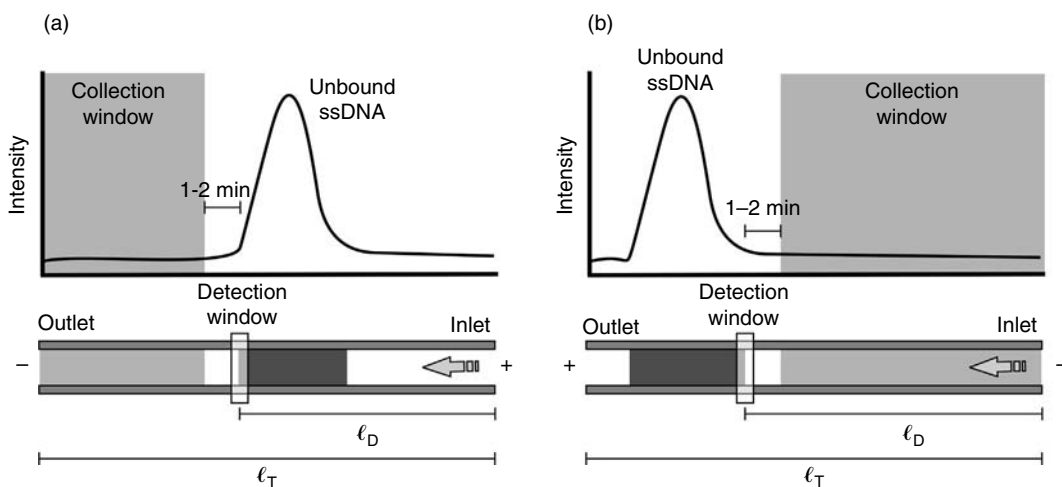 (a)
Collection
window
Unbound
ssDNA
1-2 min
Intensity
Detection
window
Outlet
Inlet
–
+
ℓD
ℓT
(b)
Unbound
ssDNA
Collection
window
1–2 min
Intensity
Detection
window
Outlet
Inlet
+
–
ℓD
ℓT